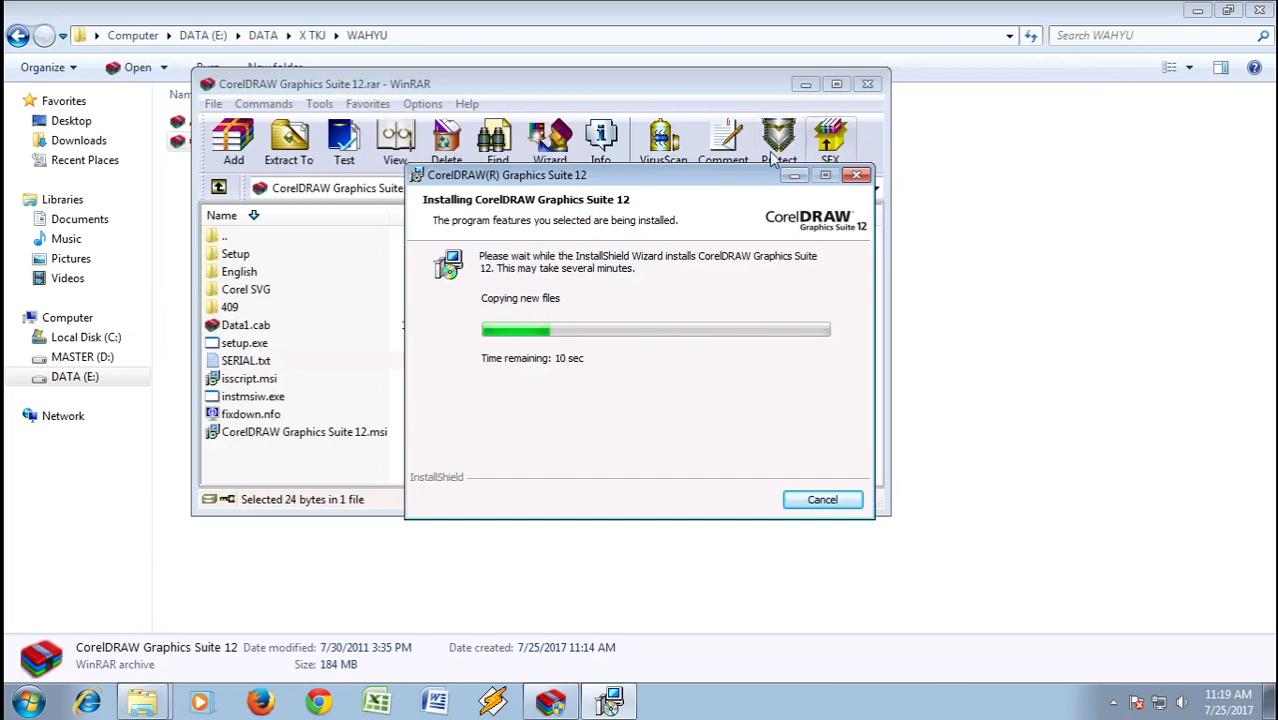 Computer DATA (E:) DATA X TKJ WAHYU
Search WAHYU
Organize Open New folder
CorelDRAW Graphics Suite 12.rar - WinRAR
File Commands Tools Favorites Options Help
Add Extract To Test View Delete Find Wizard Info VirusScan Comment Protect SFX
CorelDRAW Graphics Suite
Name
..
Setup
English
Corel SVG
409
Data1.cab
setup.exe
SERIAL.txt
isscript.msi
instmsiw.exe
fixdown.nfo
CorelDRAW Graphics Suite 12.msi
Selected 24 bytes in 1 file
CorelDRAW(R) Graphics Suite 12
Installing CorelDRAW Graphics Suite 12
The program features you selected are being installed.
CorelDRAW
Graphics Suite 12
Please wait while the InstallShield Wizard installs CorelDRAW Graphics Suite
12. This may take several minutes.
Copying new files
Time remaining: 10 sec
InstallShield
Cancel
Favorites
Desktop
Downloads
Recent Places
Libraries
Documents
Music
Pictures
Videos
Computer
Local Disk (C:)
MASTER (D:)
DATA (E:)
Network
CorelDRAW Graphics Suite 12 Date modified: 7/30/2011 3:35 PM Date created: 7/25/2017 11:14 AM
WinRAR archive Size: 184 MB
11:19 AM
7/25/2017